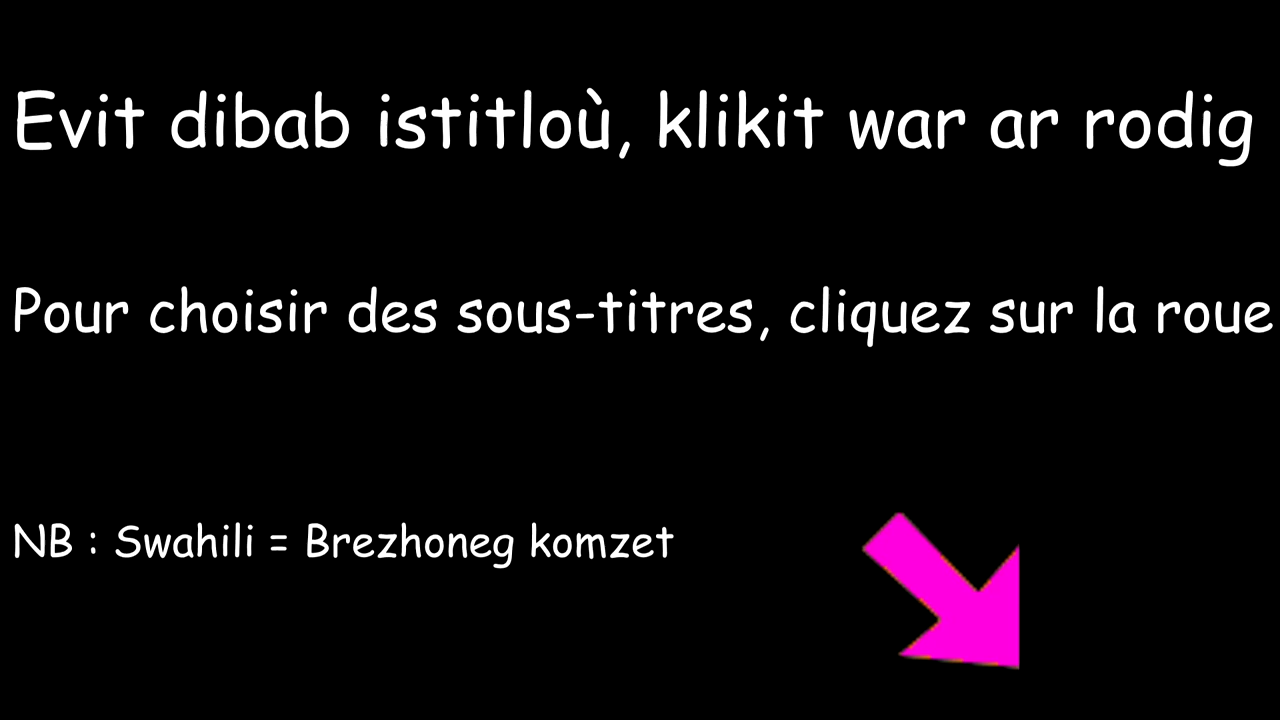 Evit dibab istitloù, klikit war ar rodig
Pour choisir des sous-titres, cliquez sur la roue
NB : Swahili = Brezhoneg komzet